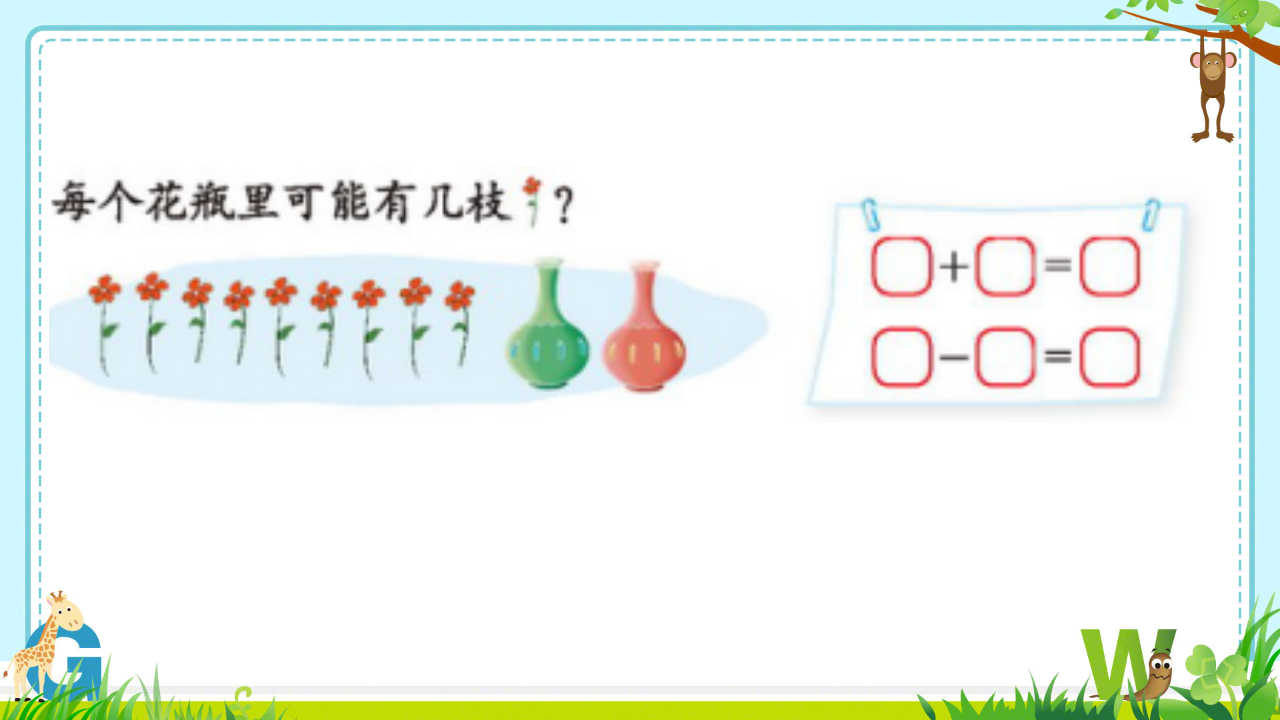 每个花瓶里可能有几枝?
+ =
- =
G
W